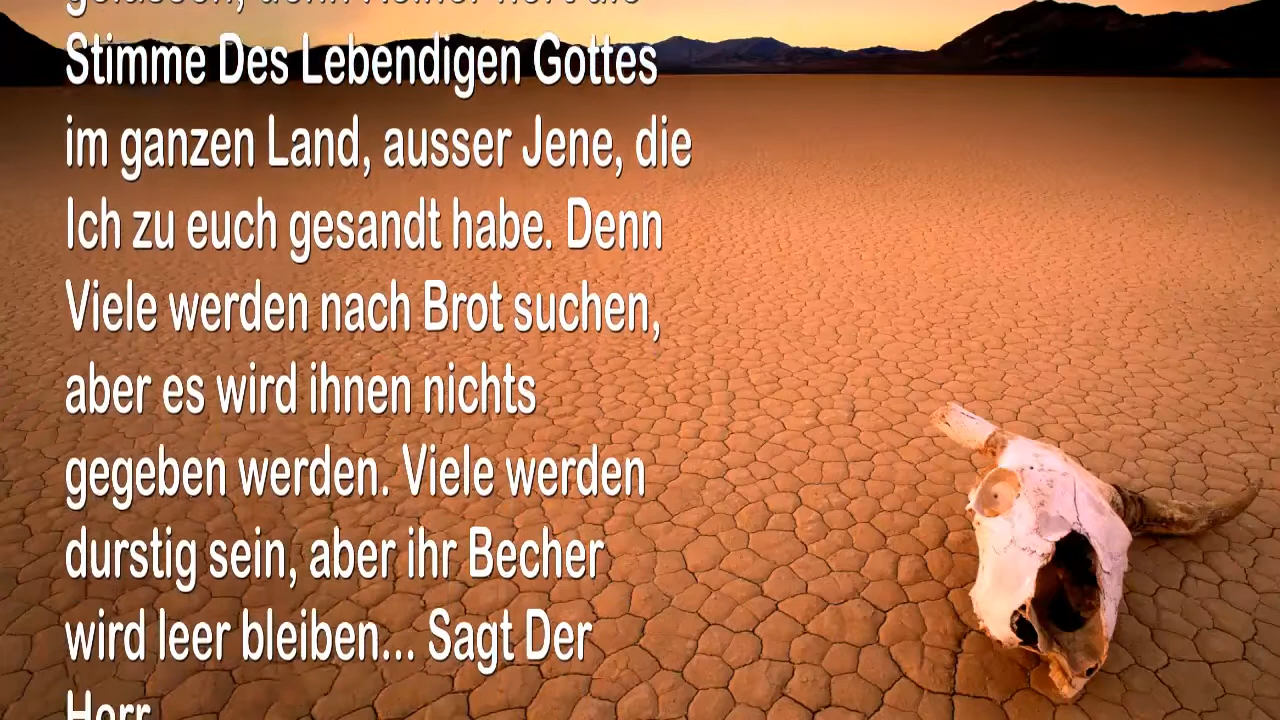 Stimme Des Lebendigen Gottes
im ganzen Land, ausser Jene, die
Ich zu euch gesandt habe. Denn
Viele werden nach Brot suchen,
aber es wird ihnen nichts
gegeben werden. Viele werden
durstig sein, aber ihr Becher
wird leer bleiben... Sagt Der
Herr